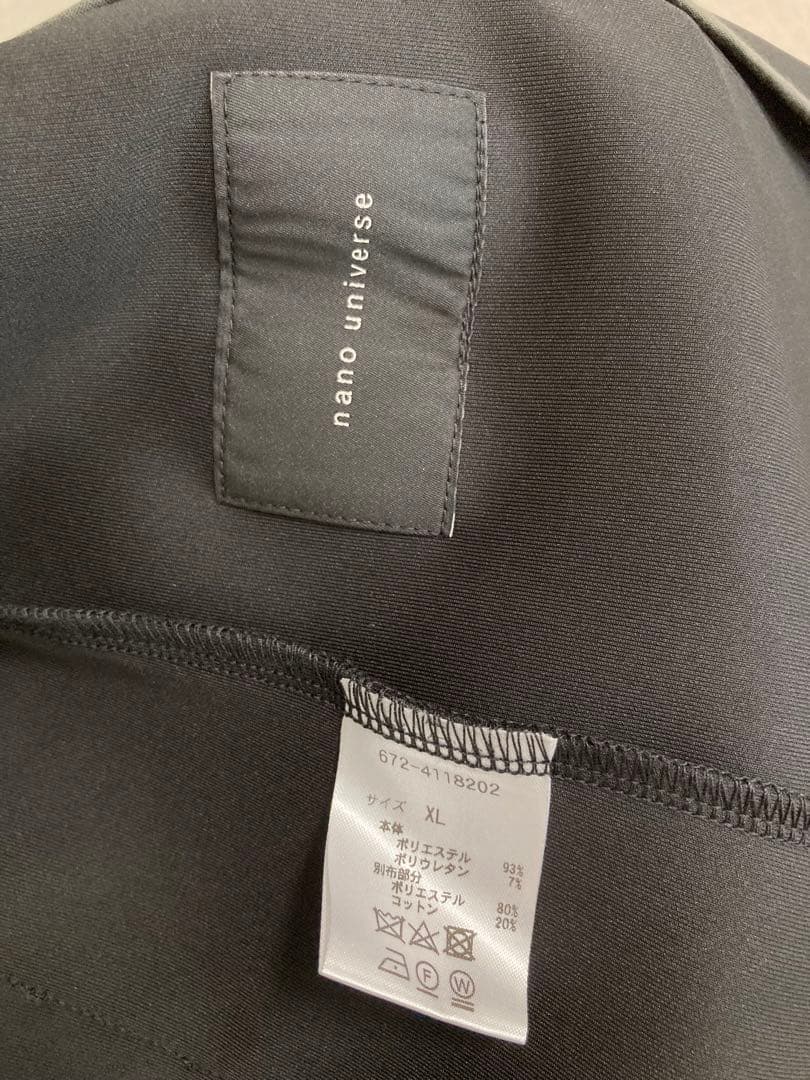 nano universe
672-4118202
サイズ XL
本体
ポリエステル 93%
ポリウレタン 7%
別布部分
ポリエステル 80%
コットン 20%
F W